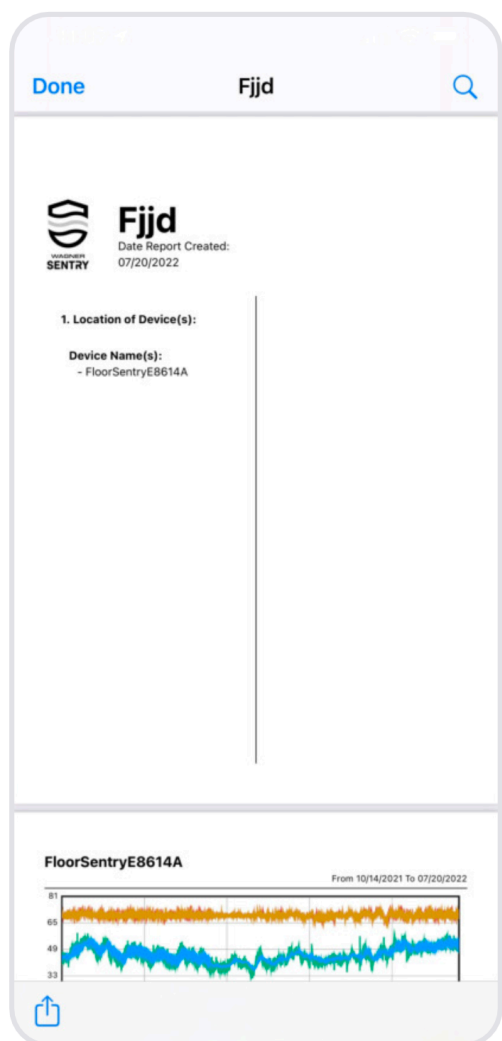 Done
Fjjd
WAGNER
SENTRY
Fjjd
Date Report Created:
07/20/2022
1. Location of Device(s):
Device Name(s):
- FloorSentryE8614A
FloorSentryE8614A
From 10/14/2021 To 07/20/2022
81
65
49
33